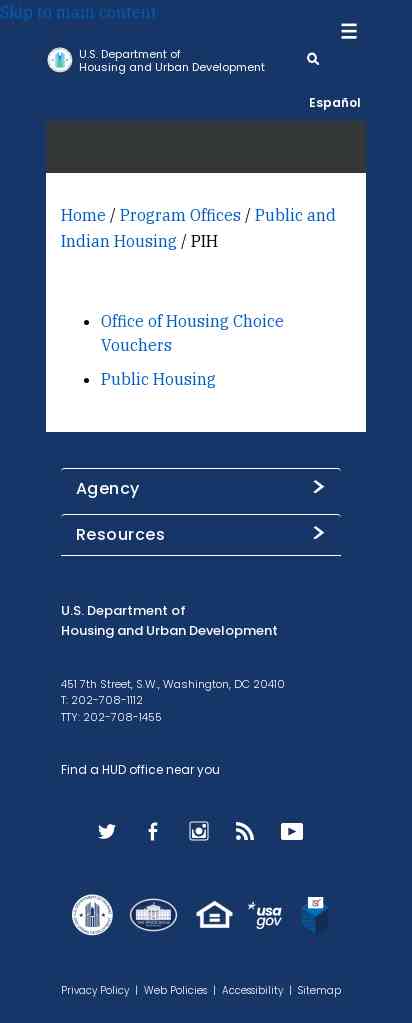 Skip to main content
U.S. Department of
Housing and Urban Development
Español
Home / Program Offices / Public and
Indian Housing / PIH
Office of Housing Choice
Vouchers
Public Housing
Agency
Resources
U.S. Department of
Housing and Urban Development
451 7th Street, S.W., Washington, DC 20410
T: 202-708-1112
TTY: 202-708-1455
Find a HUD office near you
usa
gov
Privacy Policy | Web Policies | Accessibility | Sitemap